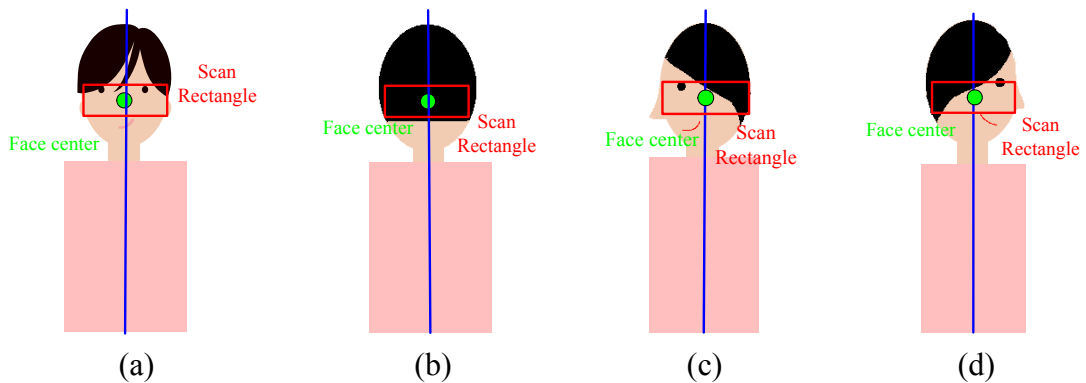 Scan
Rectangle
Face center
(a)
Scan
Rectangle
Face center
(b)
Scan
Rectangle
Face center
(c)
Scan
Rectangle
Face center
(d)